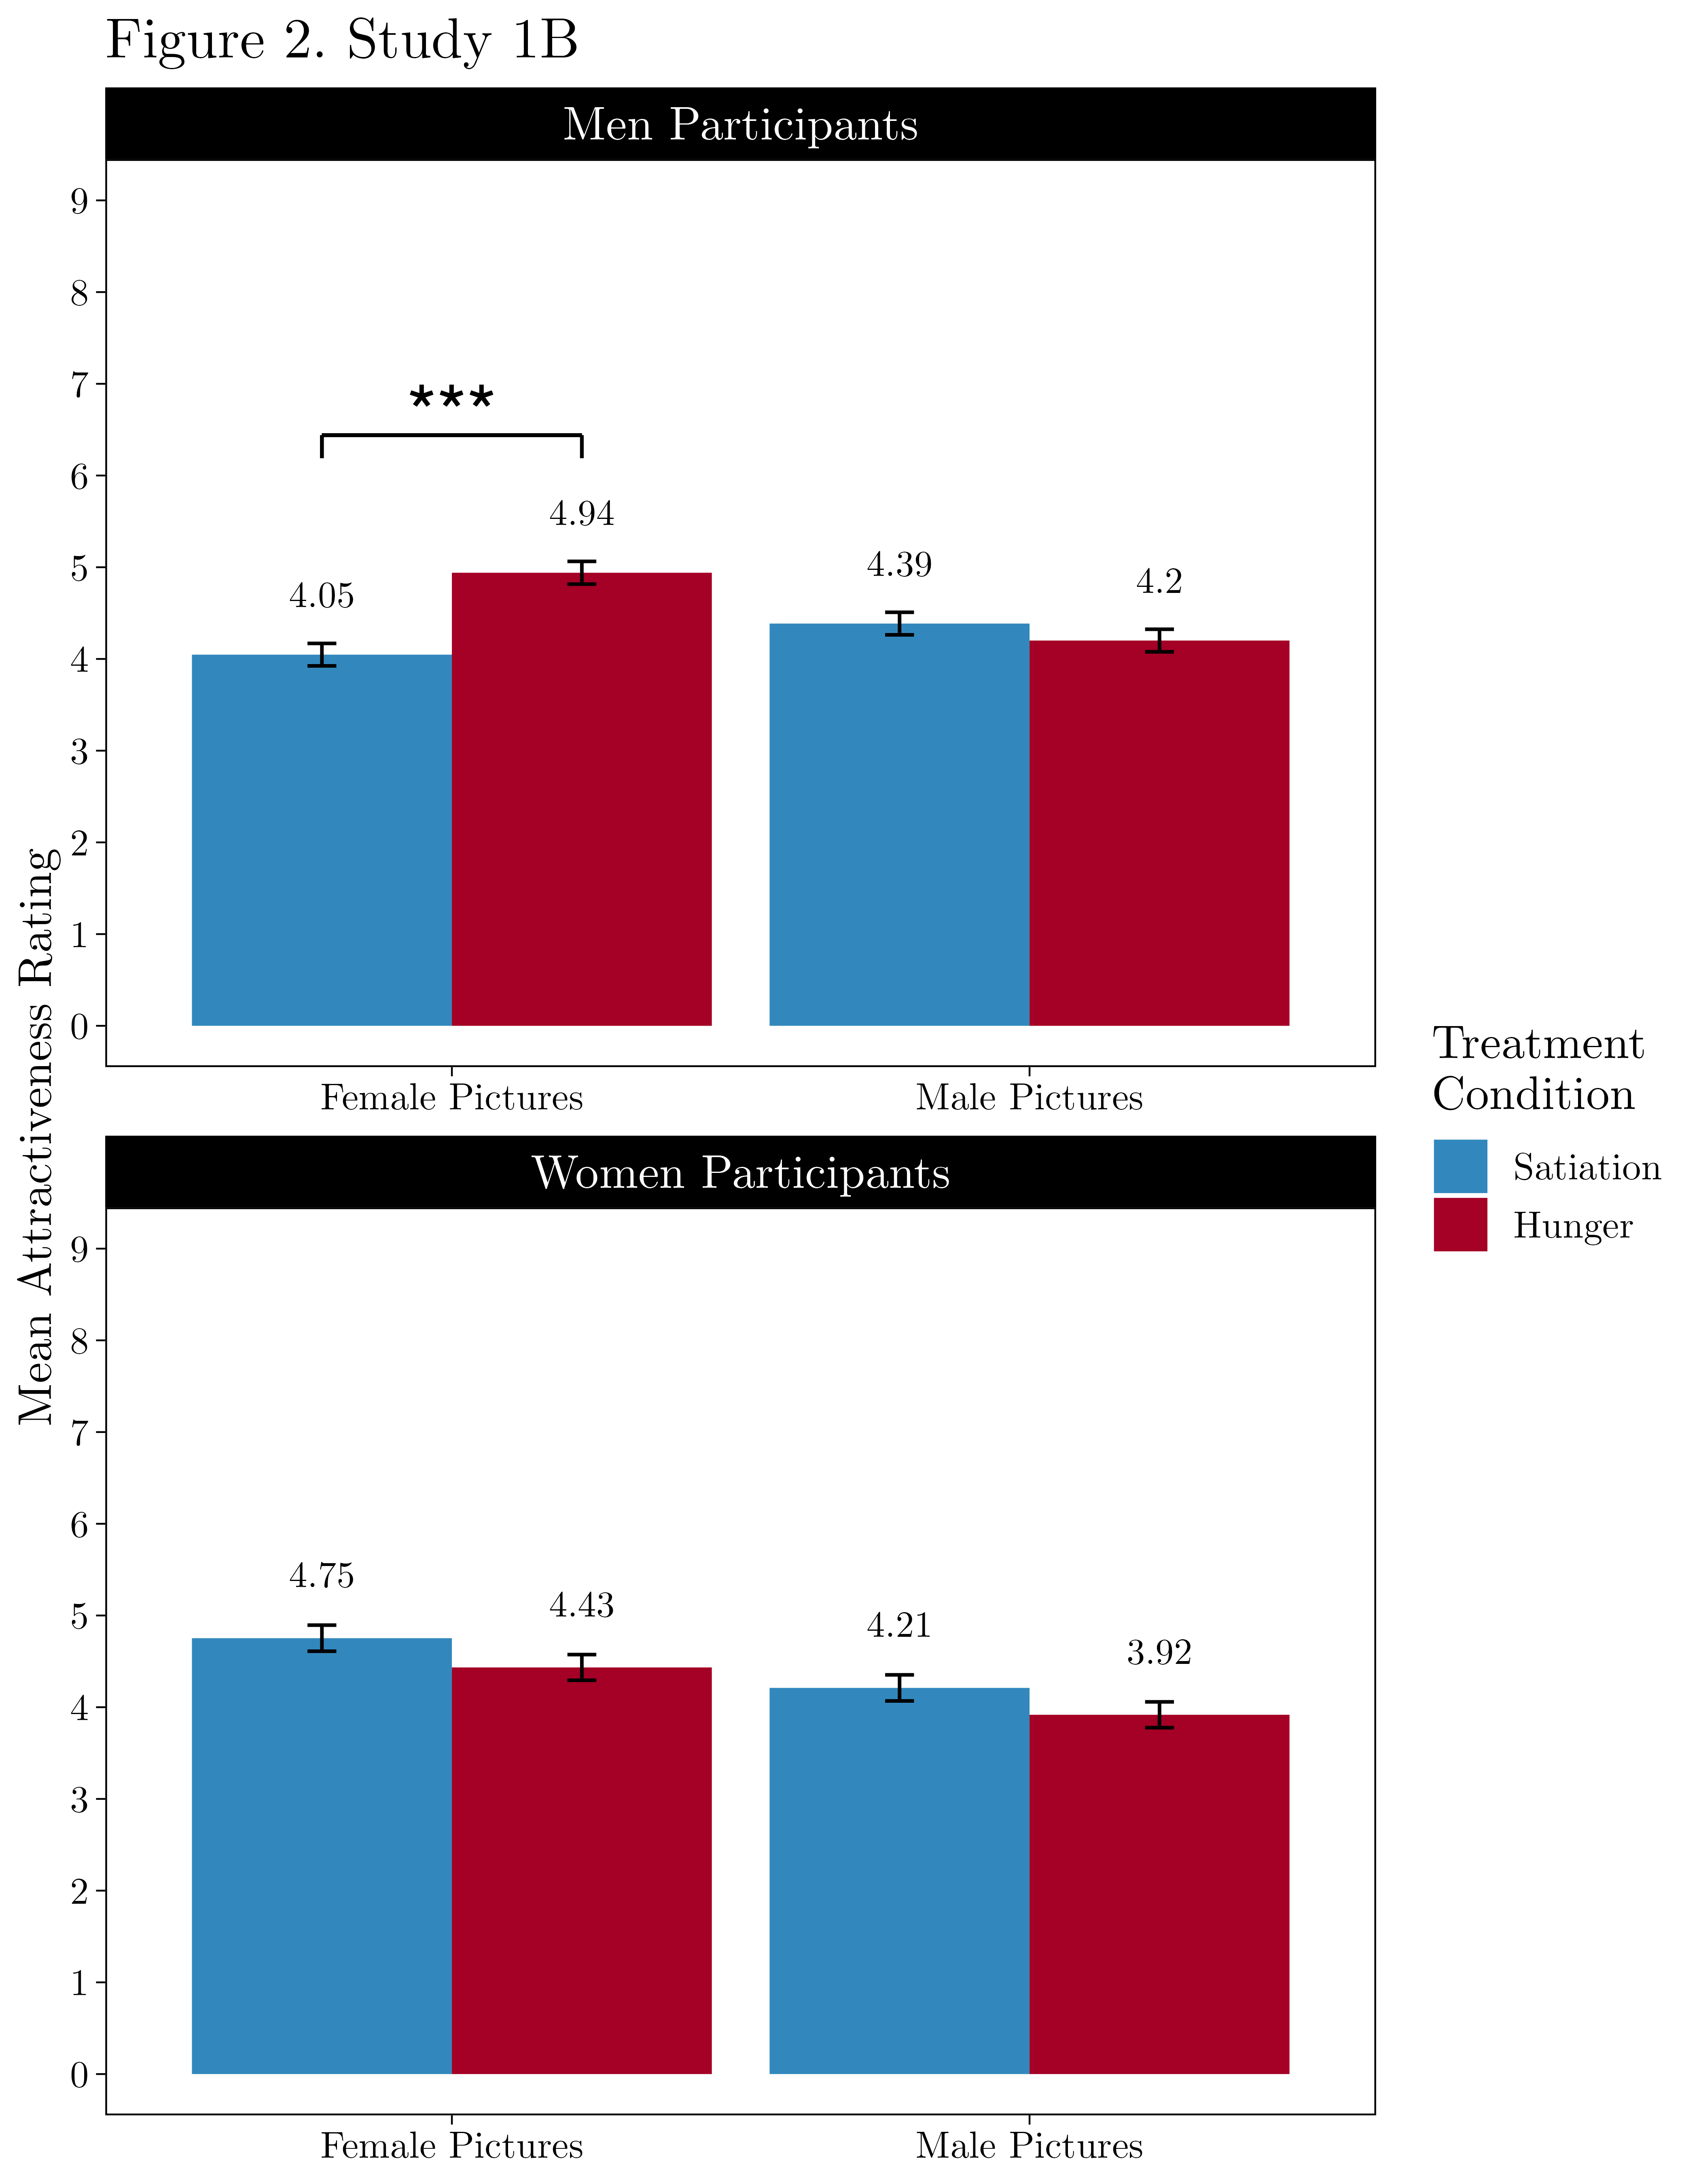 Figure 2. Study 1B
Men Participants
9
8
7
6
5
4
3
2
1
0
***
4.05
4.94
4.39
4.2
Female Pictures
Male Pictures
Mean Attractiveness Rating
Women Participants
9
8
7
6
5
4
3
2
1
0
4.75
4.43
4.21
3.92
Female Pictures
Male Pictures
Treatment
Condition
Satiation
Hunger